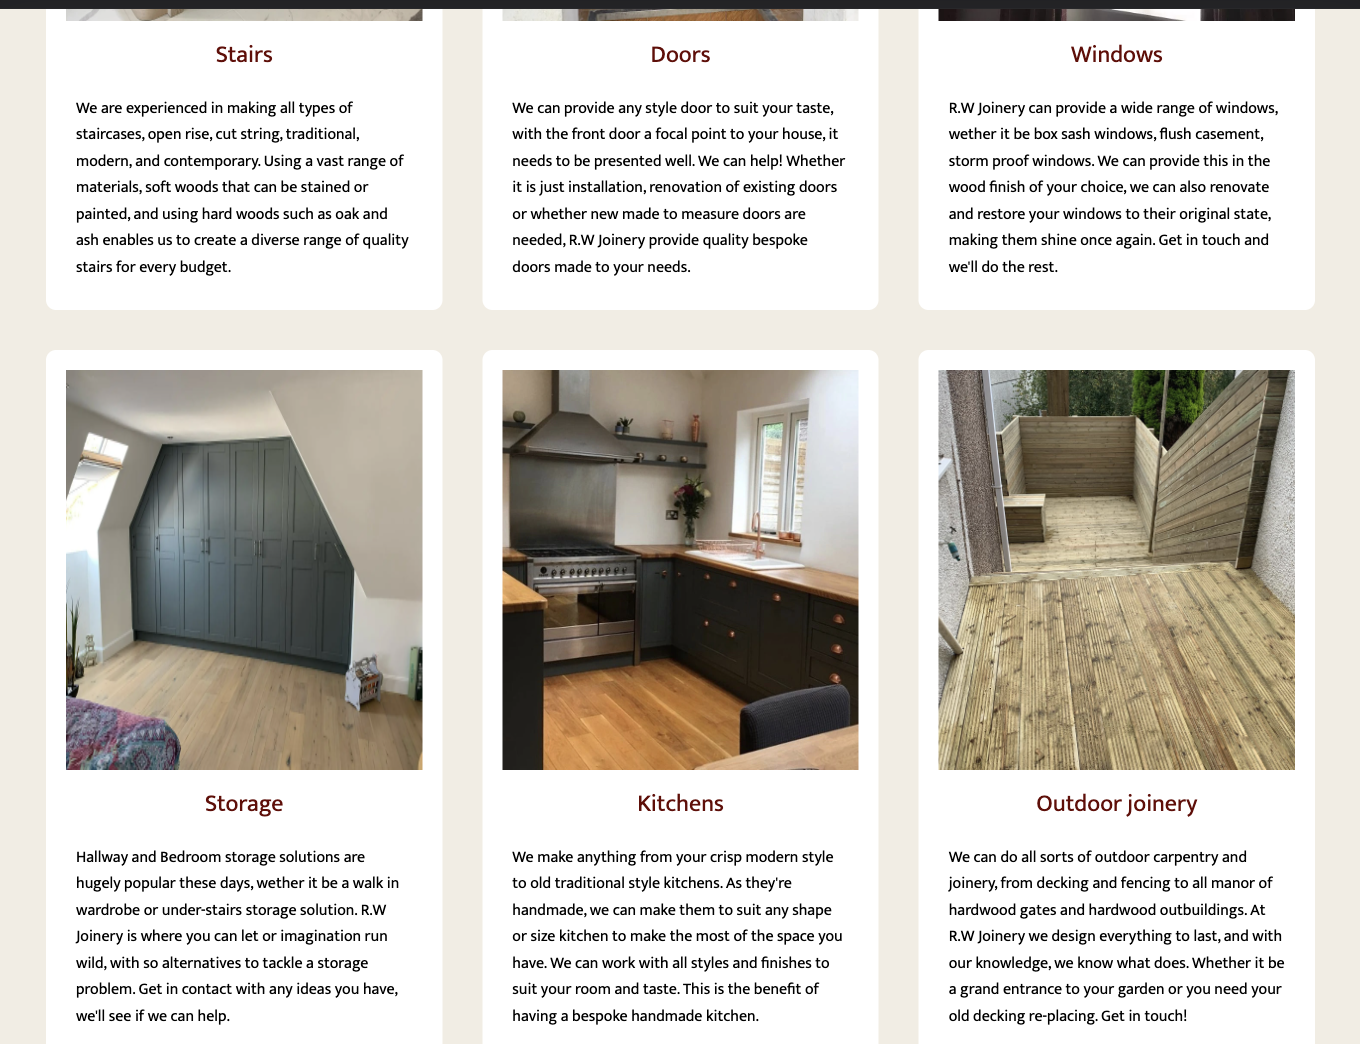 Stairs
We are experienced in making all types of
staircases, open rise, cut string, traditional,
modern, and contemporary. Using a vast range of
materials, soft woods that can be stained or
painted, and using hard woods such as oak and
ash enables us to create a diverse range of quality
stairs for every budget.
Doors
We can provide any style door to suit your taste,
with the front door a focal point to your house, it
needs to be presented well. We can help! Whether
it is just installation, renovation of existing doors
or whether new made to measure doors are
needed, R.W Joinery provide quality bespoke
doors made to your needs.
Windows
R.W Joinery can provide a wide range of windows,
wether it be box sash windows, flush casement,
storm proof windows. We can provide this in the
wood finish of your choice, we can also renovate
and restore your windows to their original state,
making them shine once again. Get in touch and
we'll do the rest.
Storage
Hallway and Bedroom storage solutions are
hugely popular these days, wether it be a walk in
wardrobe or under-stairs storage solution. R.W
Joinery is where you can let or imagination run
wild, with so alternatives to tackle a storage
problem. Get in contact with any ideas you have,
we'll see if we can help.
Kitchens
We make anything from your crisp modern style
to old traditional style kitchens. As they're
handmade, we can make them to suit any shape
or size kitchen to make the most of the space you
have. We can work with all styles and finishes to
suit your room and taste. This is the benefit of
having a bespoke handmade kitchen.
Outdoor joinery
We can do all sorts of outdoor carpentry and
joinery, from decking and fencing to all manor of
hardwood gates and hardwood outbuildings. At
R.W Joinery we design everything to last, and with
our knowledge, we know what does. Whether it be
a grand entrance to your garden or you need your
old decking re-placing. Get in touch!